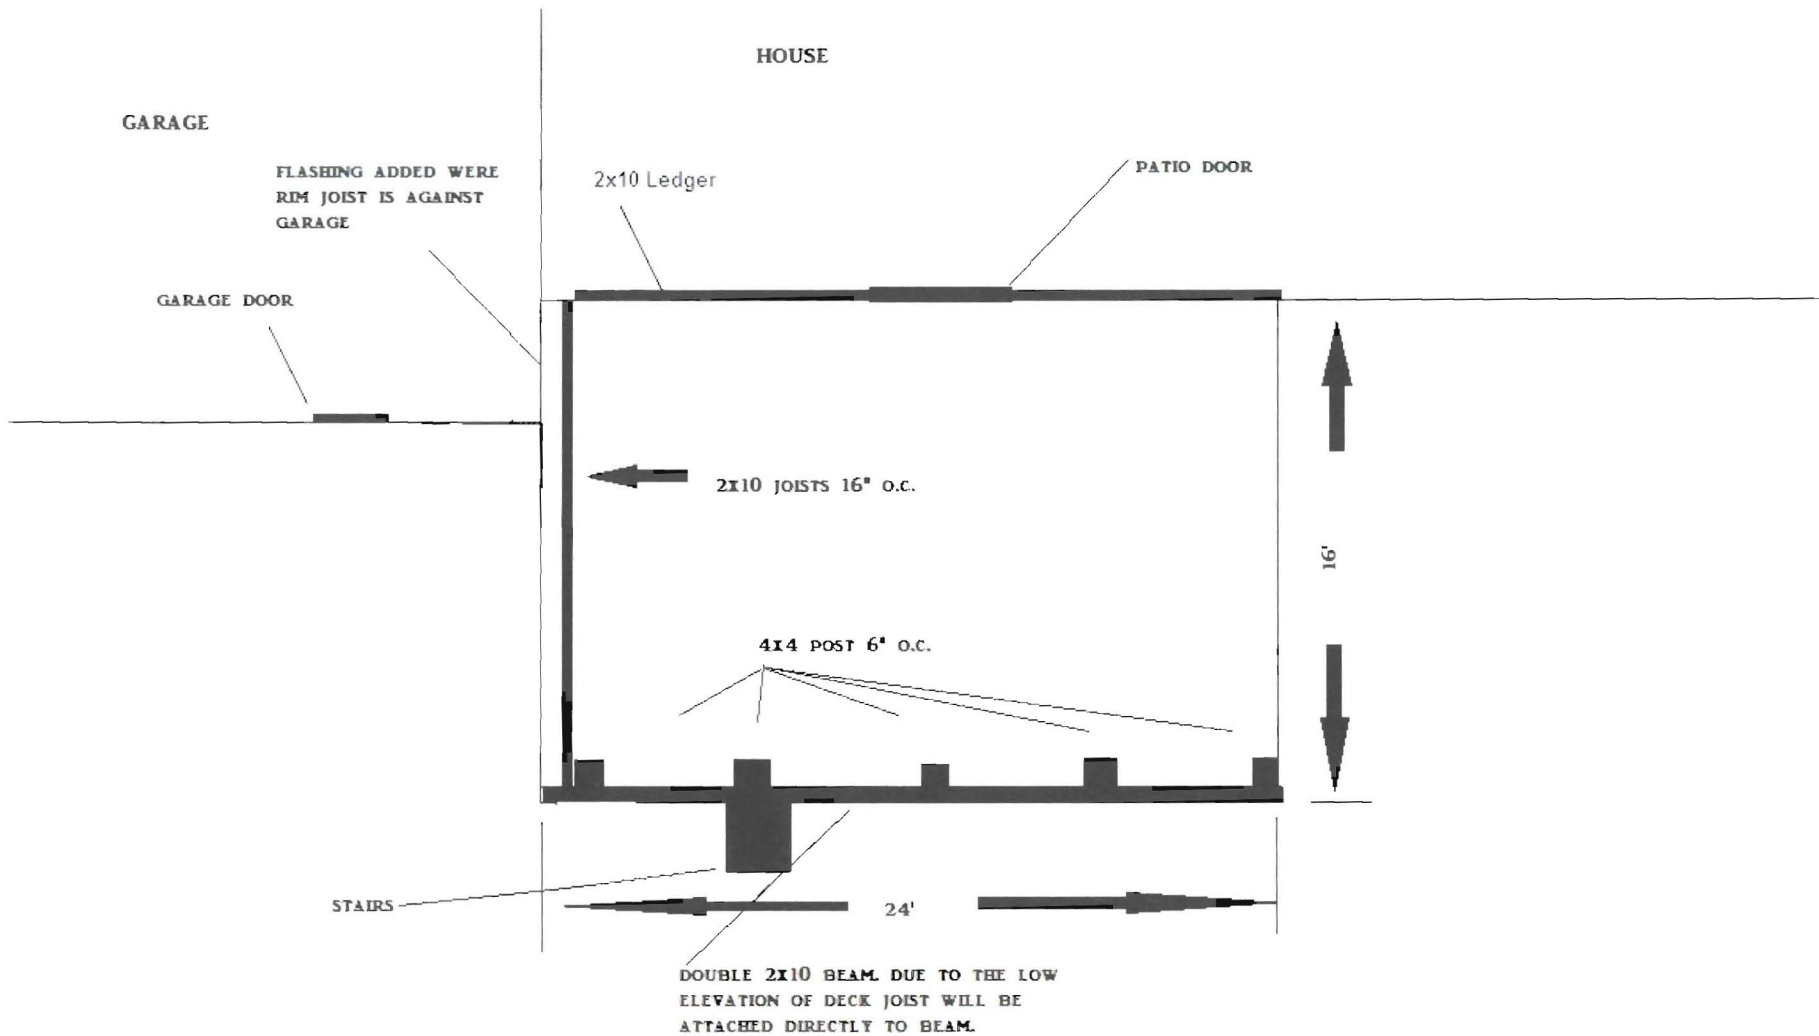 HOUSE
GARAGE
FLASHING ADDED WERE
RIM JOIST IS AGAINST
GARAGE
2x10 Ledger
PATIO DOOR
GARAGE DOOR
2X10 JOISTS 16" O.C.
16'
4X4 POST 6" O.C.
STAIRS
24'
DOUBLE 2X10 BEAM. DUE TO THE LOW
ELEVATION OF DECK JOIST WILL BE
ATTACHED DIRECTLY TO BEAM.